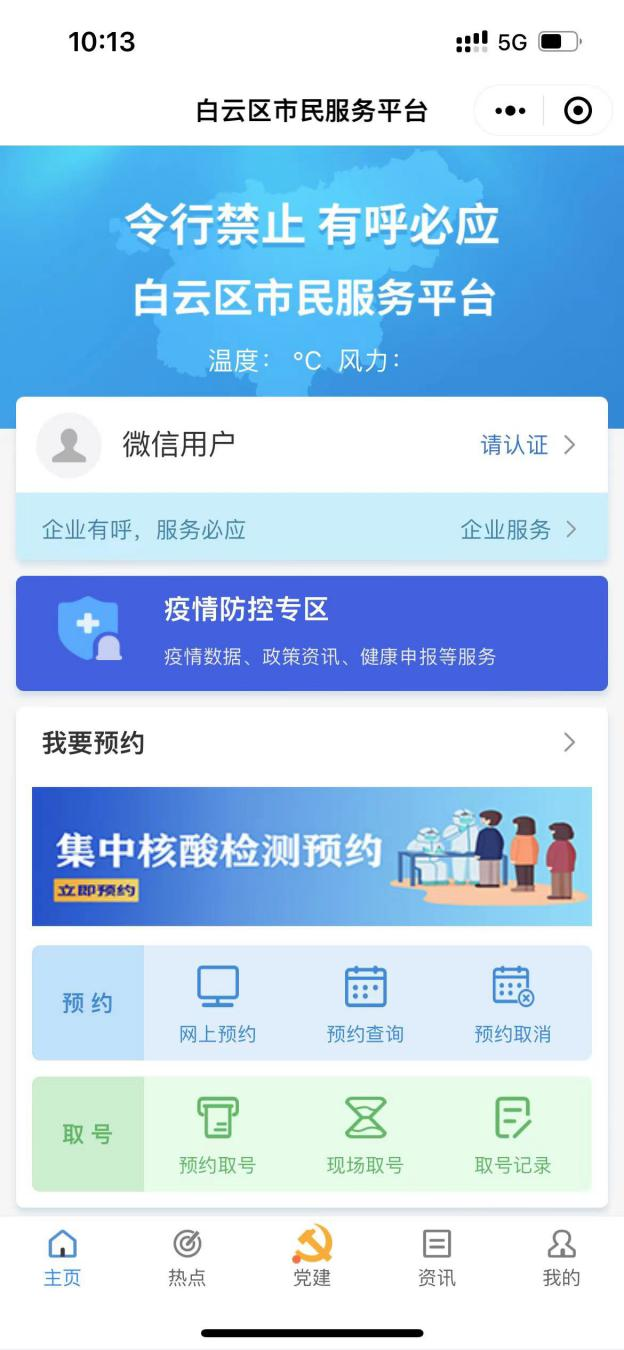 10:13
5G
白云区市民服务平台
令行禁止 有呼必应
白云区市民服务平台
温度： ℃ 风力：
微信用户
请认证
企业有呼，服务必应
企业服务
疫情防控专区
疫情数据、政策资讯、健康申报等服务
我要预约
集中核酸检测预约
立即预约
预约
网上预约
预约查询
预约取消
取号
预约取号
现场取号
取号记录
主页
热点
党建
资讯
我的